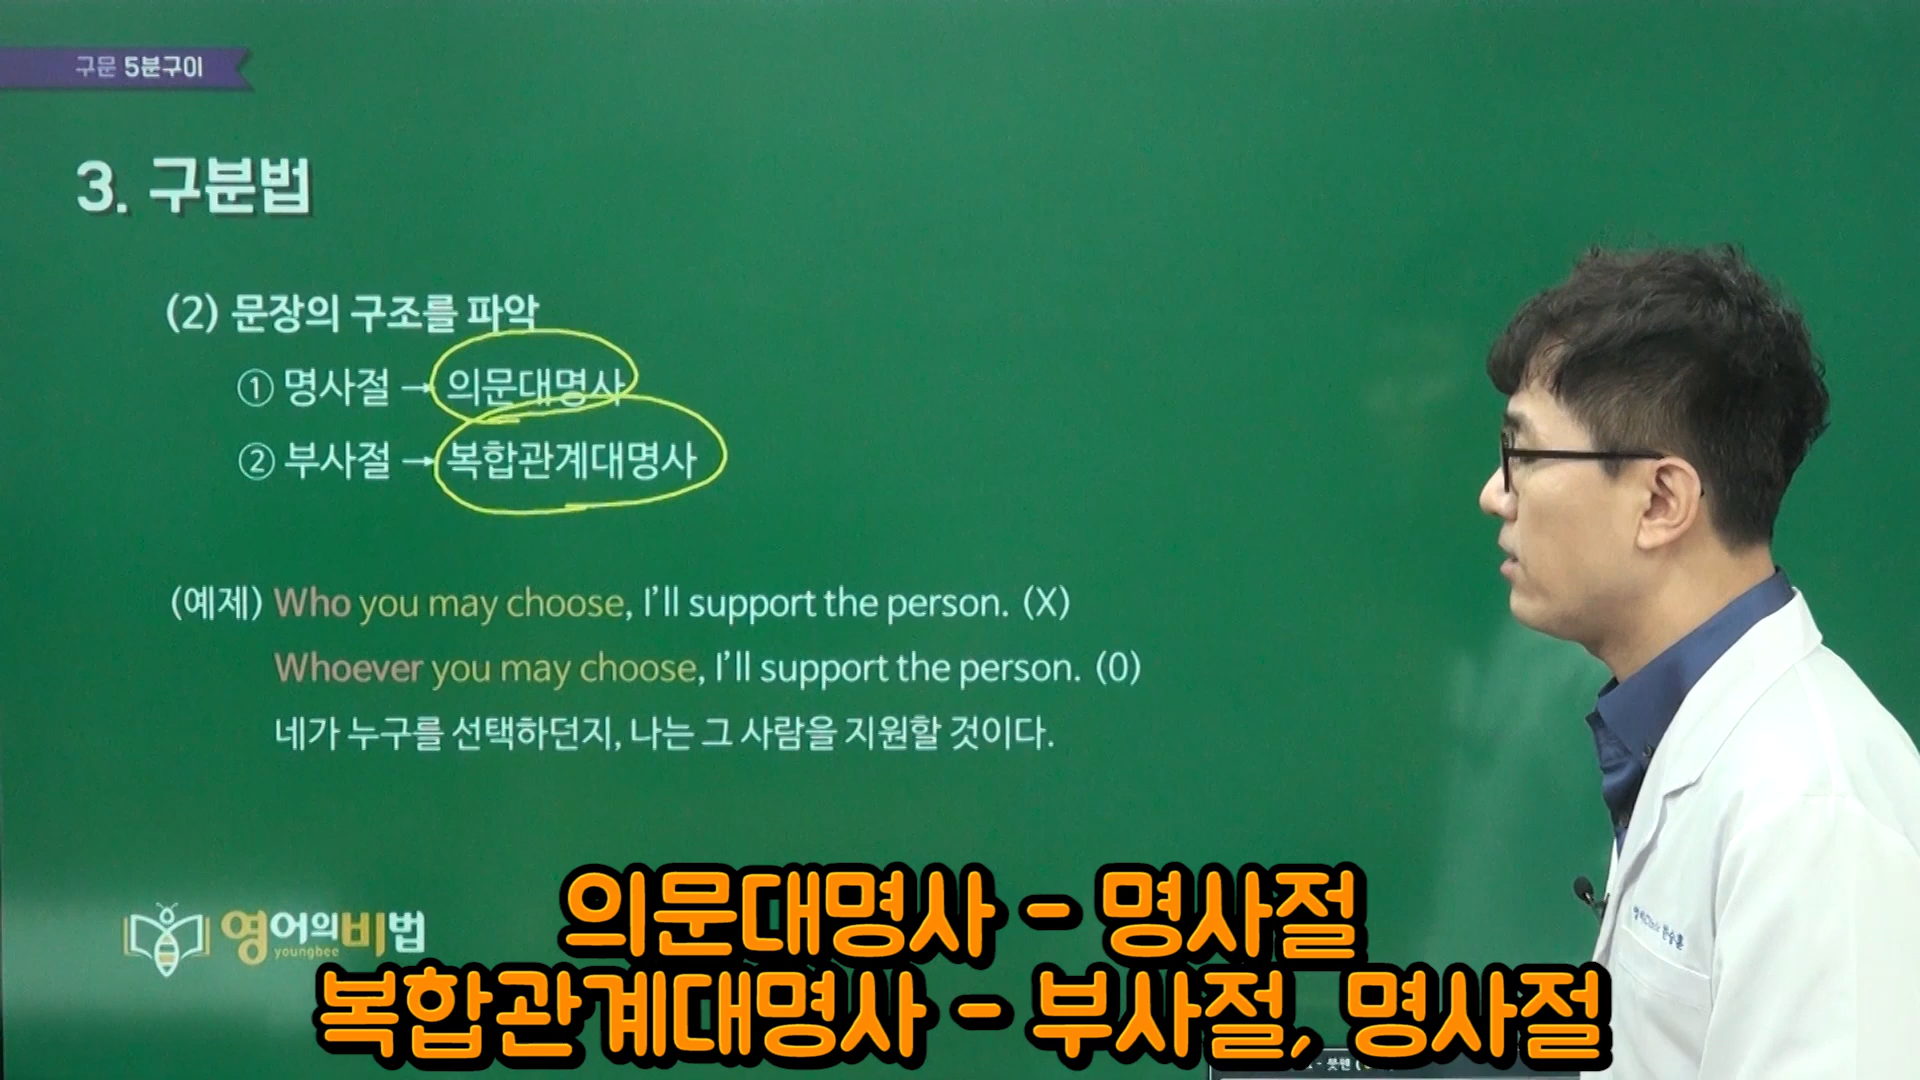 구문 5분구이
3. 구분법
(2) 문장의 구조를 파악
① 명사절 → 의문대명사
② 부사절 → 복합관계대명사
(예제) Who you may choose, I'll support the person. (X)
Whoever you may choose, I'll support the person. (0)
네가 누구를 선택하던지, 나는 그 사람을 지원할 것이다.
영어의비법
youngbee
의문대명사 - 명사절
복합관계대명사 - 부사절, 명사절